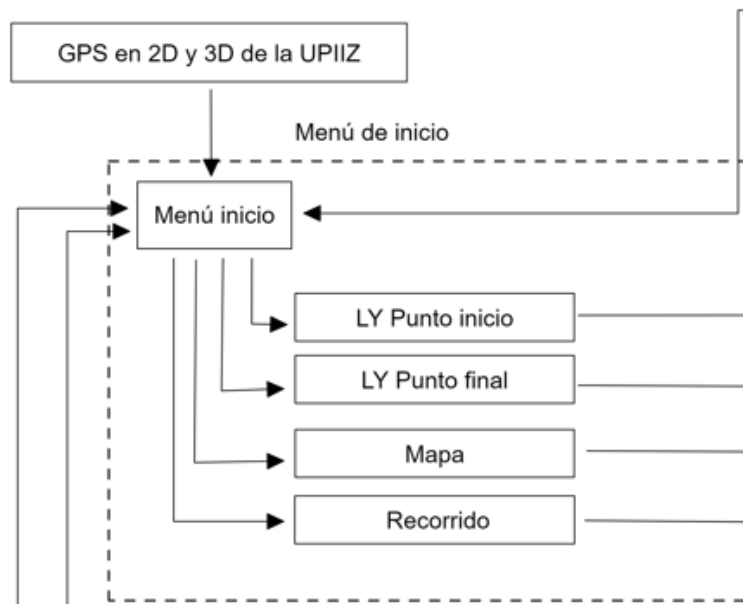 GPS en 2D y 3D de la UPIIZ
Menú de inicio
Menú inicio
LY Punto inicio
LY Punto final
Mapa
Recorrido